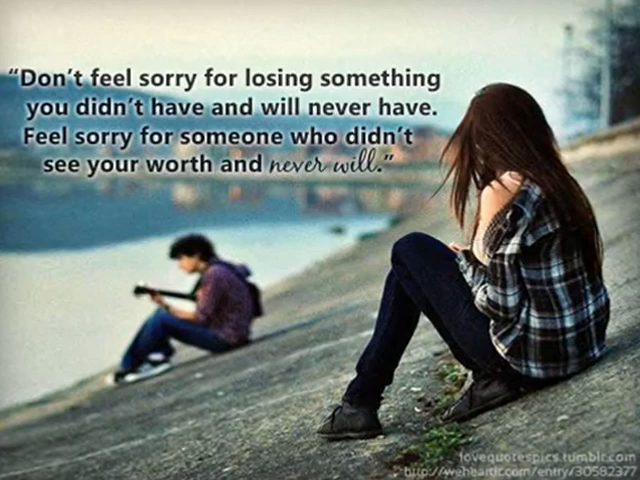 “Don’t feel sorry for losing something
you didn’t have and will never have.
Feel sorry for someone who didn’t
see your worth and never will.”
lovequotespics.tumblr.com
http://weheartit.com/entry/30582377